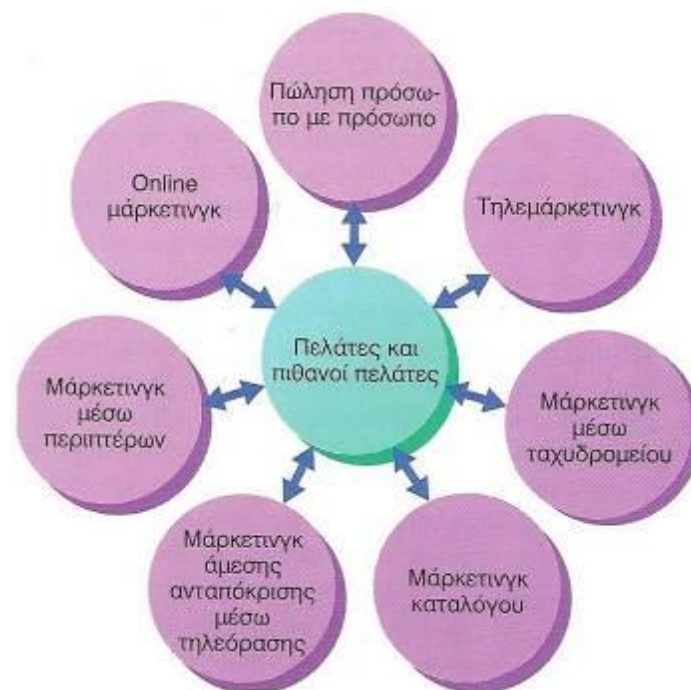 Πώληση πρόσω-
πο με πρόσωπο
Online
μάρκετινγκ
Τηλεμάρκετινγκ
Πελάτες και
πιθανοί πελάτες
Μάρκετινγκ
μέσω
περιπτέρων
Μάρκετινγκ
μέσω
ταχυδρομείου
Μάρκετινγκ
άμεσης
ανταπόκρισης
μέσω
τηλεόρασης
Μάρκετινγκ
καταλόγου